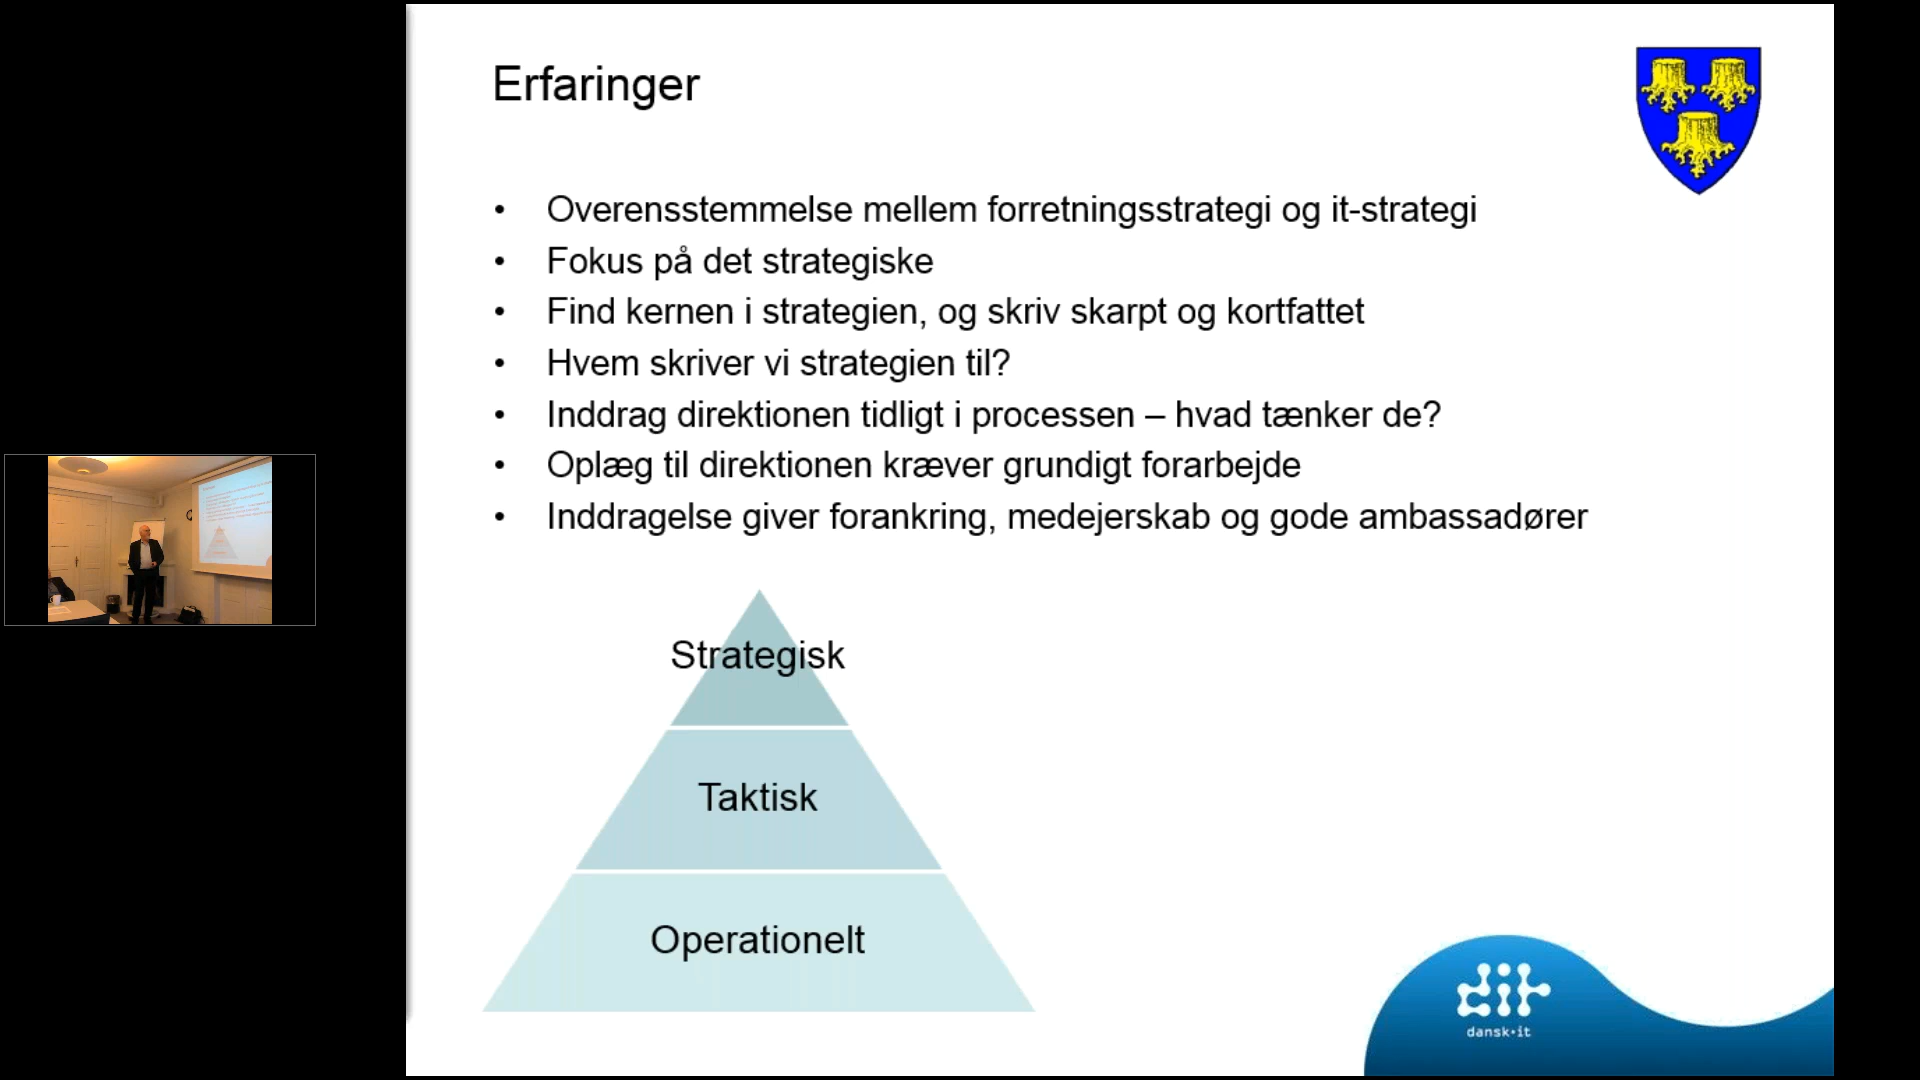 Erfaringer
• Overensstemmelse mellem forretningsstrategi og it-strategi
• Fokus på det strategiske
• Find kernen i strategien, og skriv skarpt og kortfattet
• Hvem skriver vi strategien til?
• Inddrag direktionen tidligt i processen – hvad tænker de?
• Oplæg til direktionen kræver grundigt forarbejde
• Inddragelse giver forankring, medejerskab og gode ambassadører
Strategisk
Taktisk
Operationelt
dit
dansk·it